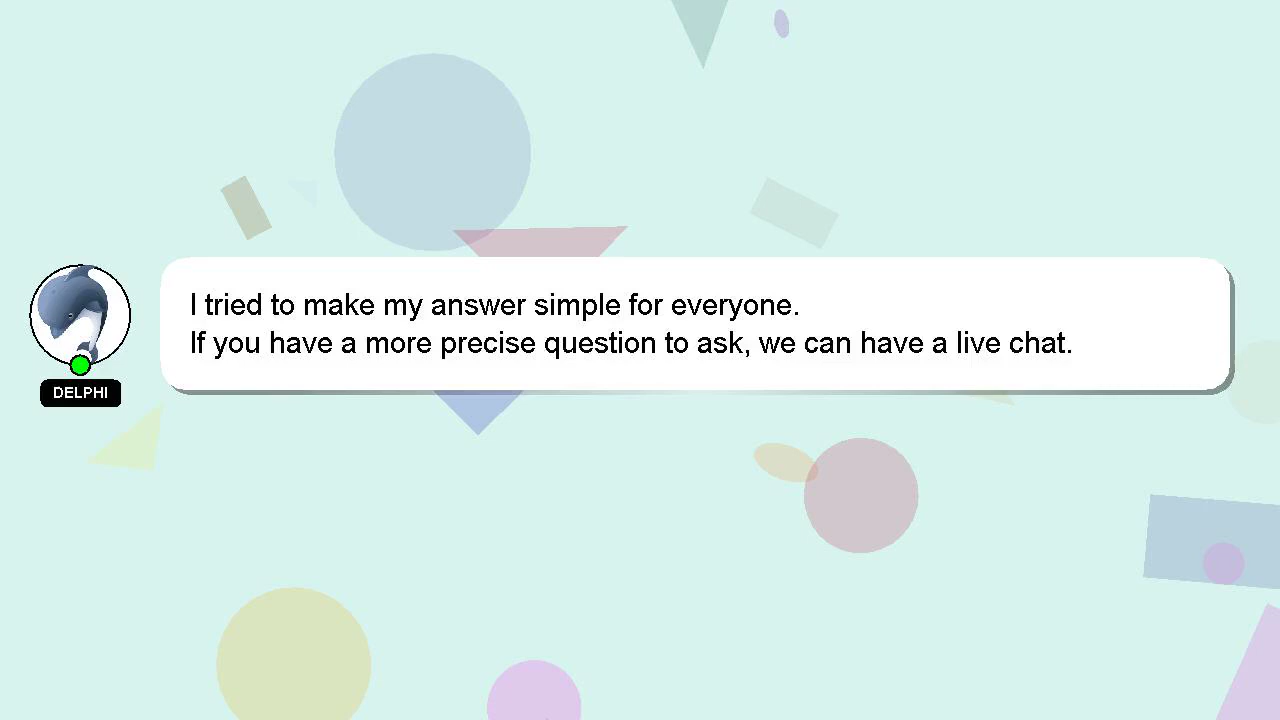 I tried to make my answer simple for everyone.
If you have a more precise question to ask, we can have a live chat.
DELPHI